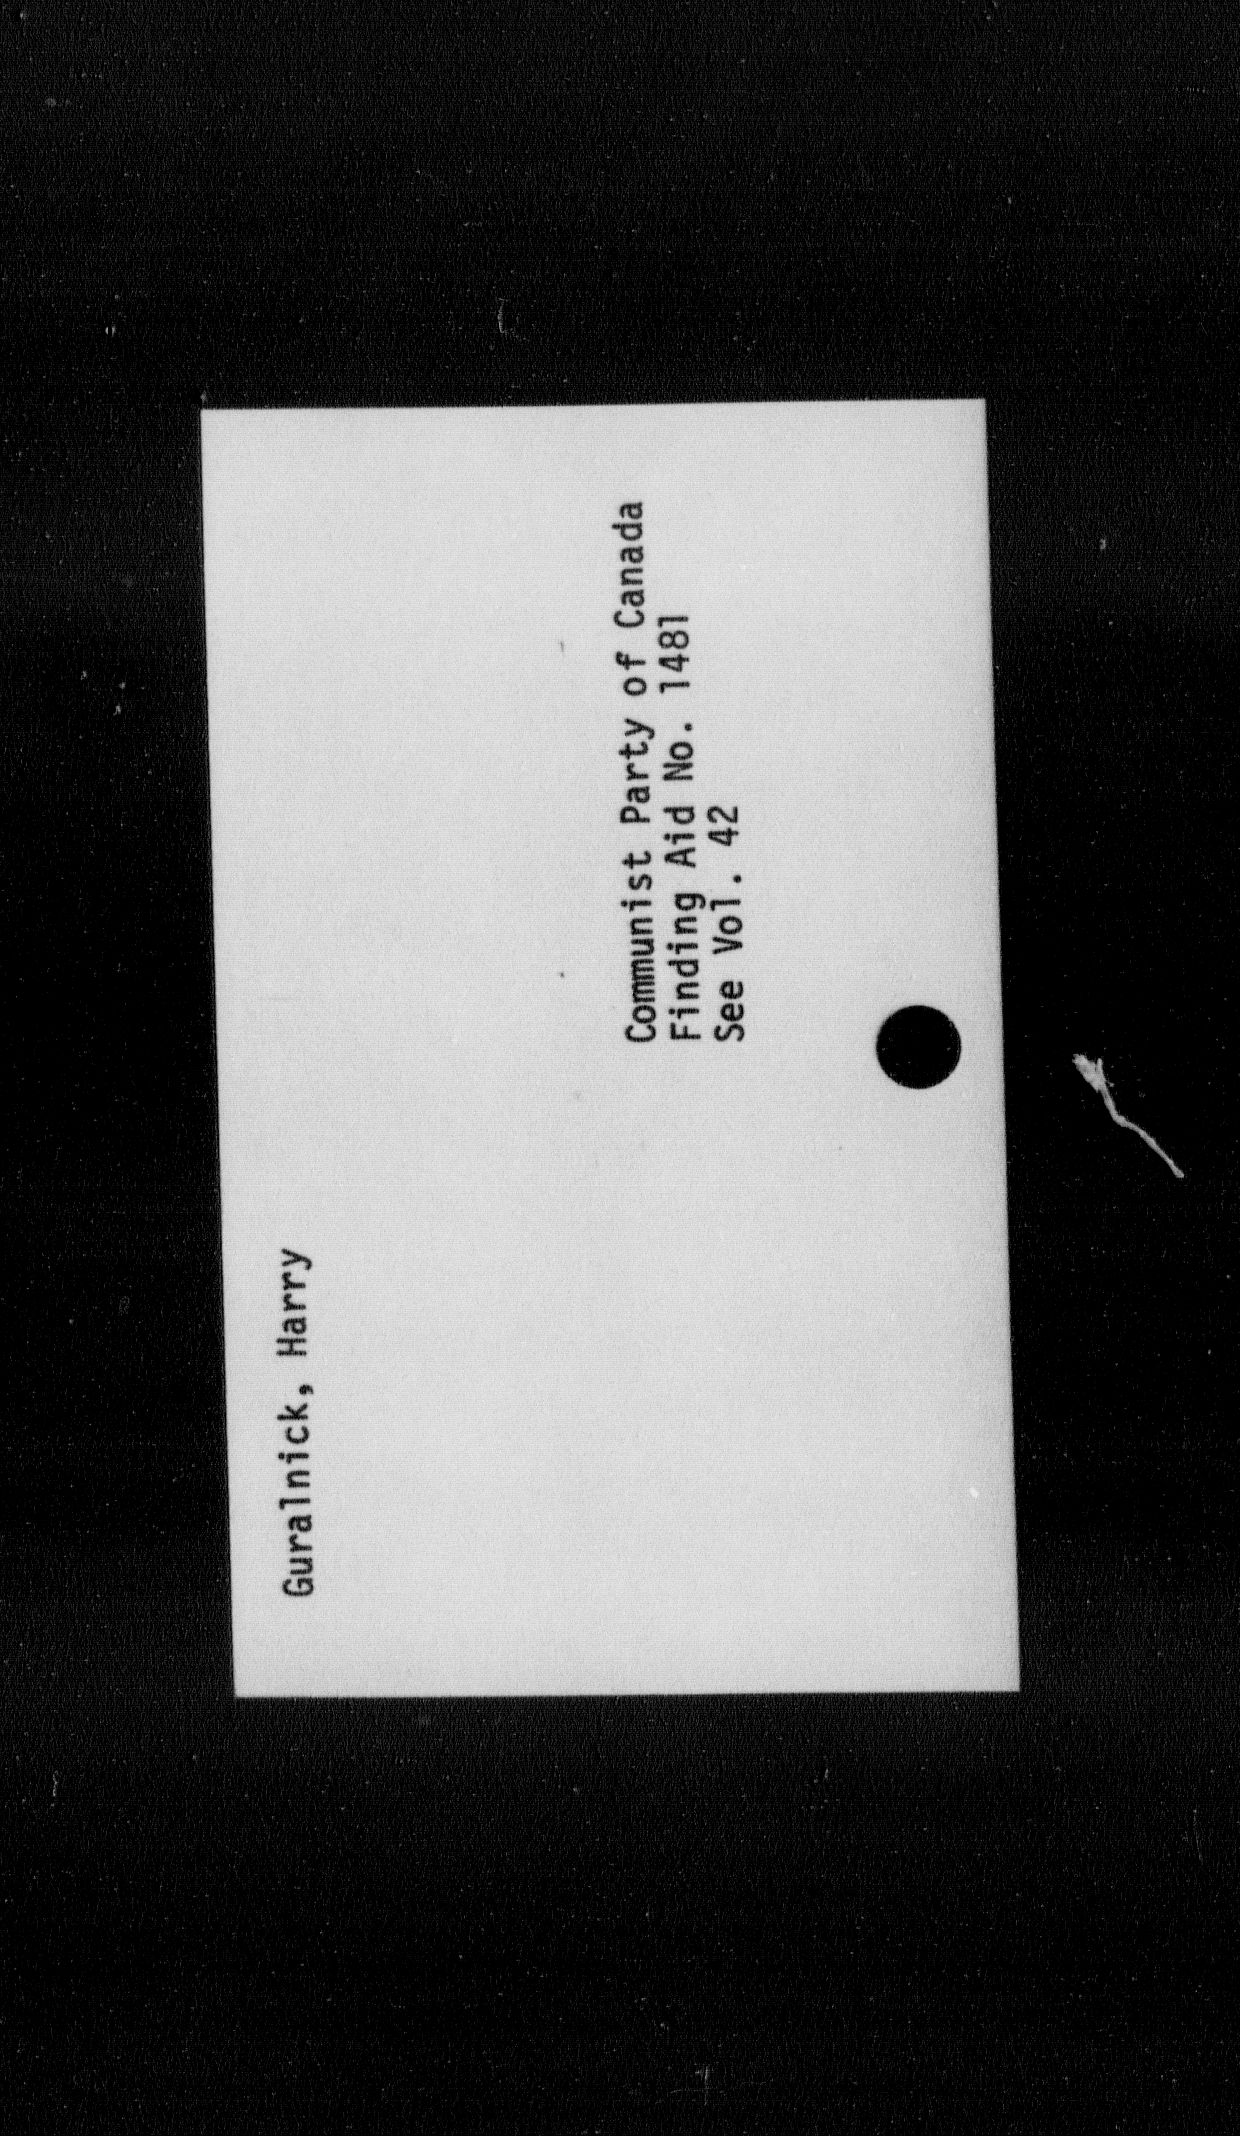 Guralnick, Harry
Communist Party of Canada
Finding Aid No. 1481
See Vol. 42